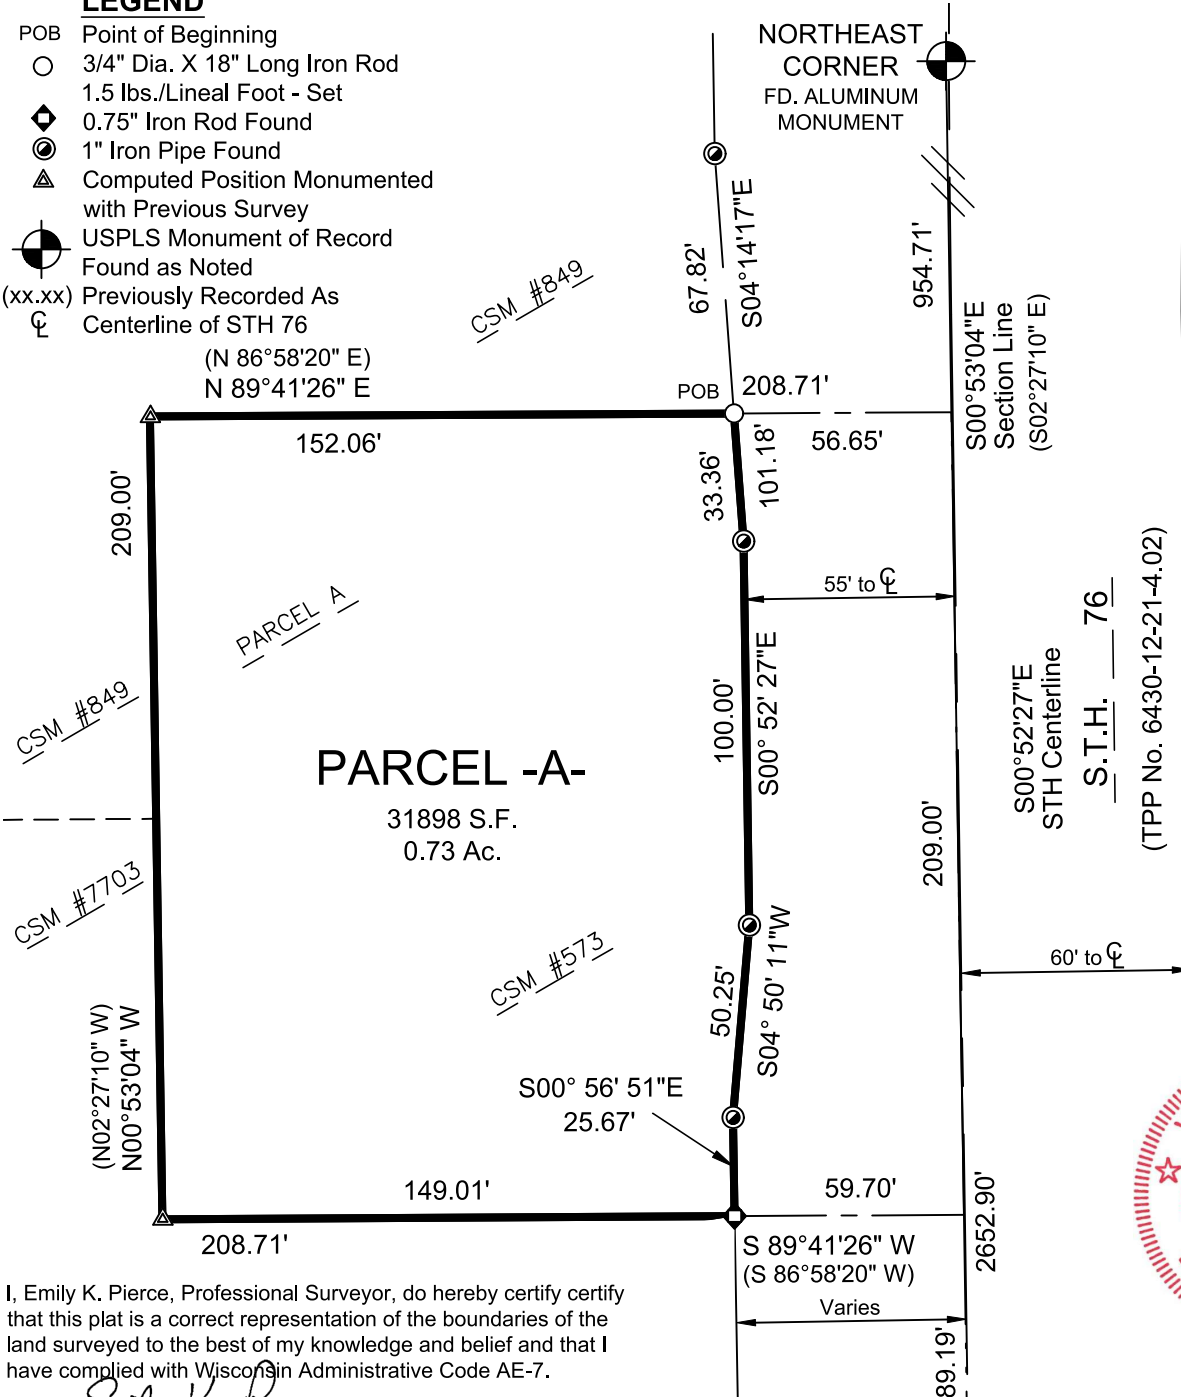 LEGEND
POB Point of Beginning
3/4" Dia. X 18" Long Iron Rod
1.5 lbs./Lineal Foot - Set
0.75" Iron Rod Found
1" Iron Pipe Found
Computed Position Monumented
with Previous Survey
USPLS Monument of Record
Found as Noted
(xx.xx) Previously Recorded As
℄ Centerline of STH 76
NORTHEAST
CORNER
FD. ALUMINUM
MONUMENT
67.82'
S04°14'17"E
954.71'
S00°53'04"E
Section Line
(S02°27'10" E)
CSM #849
(N 86°58'20" E)
N 89°41'26" E
POB
208.71'
152.06'
56.65'
209.00'
33.36'
101.18'
55' to ℄
PARCEL A
CSM #849
100.00'
S00° 52' 27"E
S00°52'27"E
STH Centerline
S.T.H. 76
(TPP No. 6430-12-21-4.02)
PARCEL -A-
31898 S.F.
0.73 Ac.
209.00'
CSM #7703
CSM #573
50.25'
S04° 50' 11"W
60' to ℄
(N02°27'10" W)
N00°53'04" W
S00° 56' 51"E
25.67'
149.01'
59.70'
2652.90'
208.71'
S 89°41'26" W
(S 86°58'20" W)
Varies
89.19'
I, Emily K. Pierce, Professional Surveyor, do hereby certify certify
that this plat is a correct representation of the boundaries of the
land surveyed to the best of my knowledge and belief and that I
have complied with Wisconsin Administrative Code AE-7.